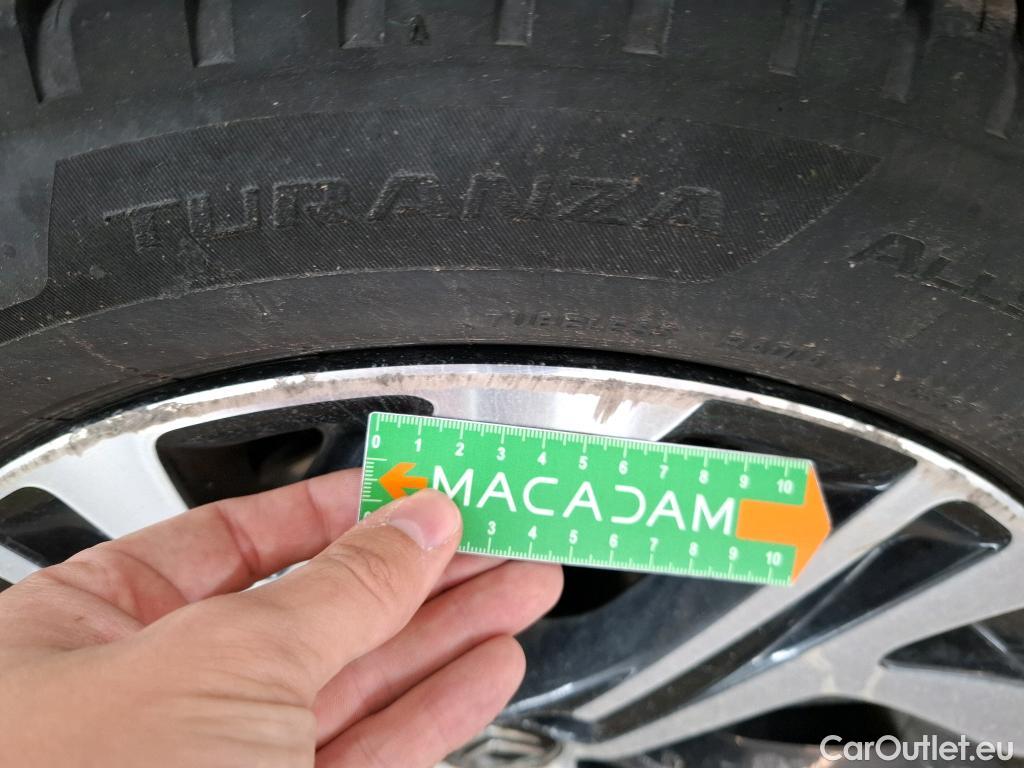 TURANZA
ALL
TUBELESS
0 1 2 3 4 5 6 7 8 9 10
MACADAM
3 4 5 6 7 8 9 10
CarOutlet.eu